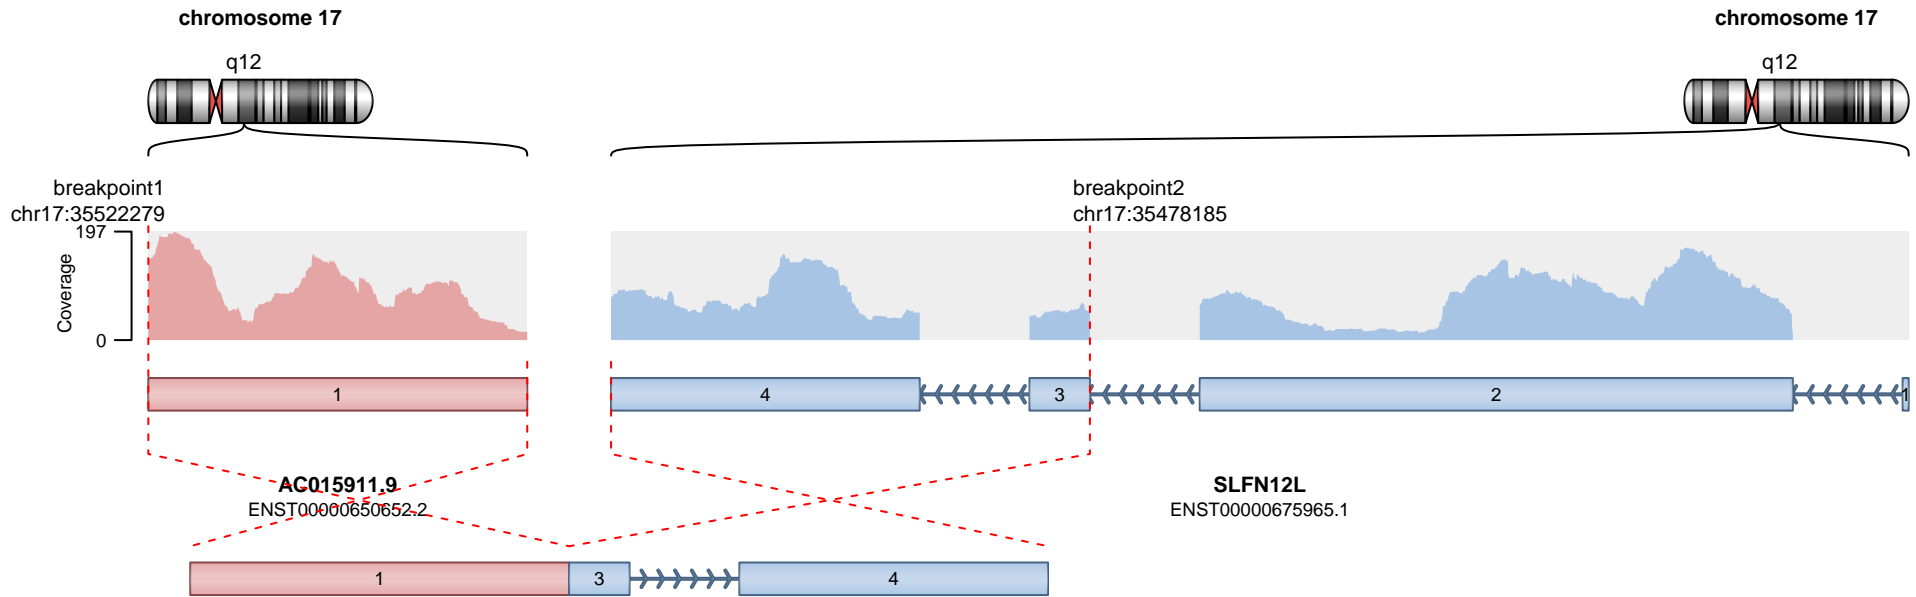 chromosome 17
chromosome 17
q12
q12
breakpoint1
chr17:35522279
breakpoint2
chr17:35478185
197
Coverage
0
1
4
3
2
1
AC015911.9
ENST00000650652.2
SLFN12L
ENST00000675965.1
1
3
4